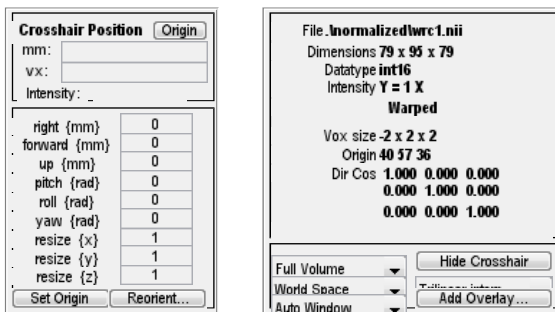 Crosshair Position Origin
mm:
vx:
Intensity:
right {mm} 0
forward {mm} 0
up {mm} 0
pitch {rad} 0
roll {rad} 0
yaw {rad} 0
resize {x} 1
resize {y} 1
resize {z} 1
Set Origin Reorient...
File .\normalized\wrc1.nii
Dimensions 79 x 95 x 79
Datatype int16
Intensity Y = 1 X
Warped
Vox size -2 x 2 x 2
Origin 40 57 36
Dir Cos 1.000 0.000 0.000
0.000 1.000 0.000
0.000 0.000 1.000
Full Volume Hide Crosshair
World Space
Auto Window Add Overlay...